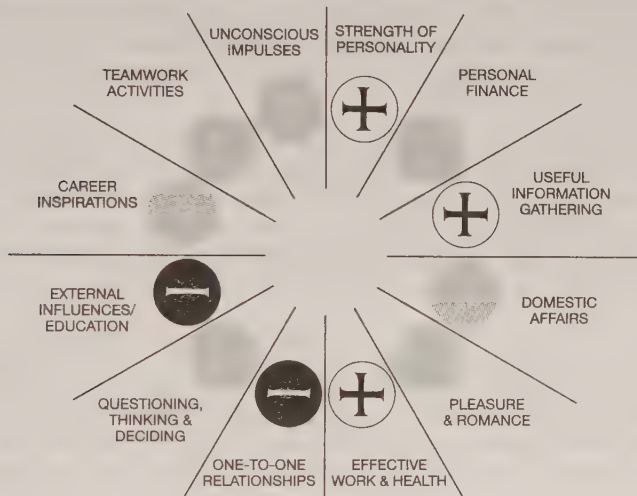 UNCONSCIOUS
IMPULSES
STRENGTH OF
PERSONALITY
TEAMWORK
ACTIVITIES
PERSONAL
FINANCE
CAREER
INSPIRATIONS
USEFUL
INFORMATION
GATHERING
EXTERNAL
INFLUENCES/
EDUCATION
DOMESTIC
AFFAIRS
QUESTIONING,
THINKING &
DECIDING
PLEASURE
& ROMANCE
ONE-TO-ONE
RELATIONSHIPS
EFFECTIVE
WORK & HEALTH